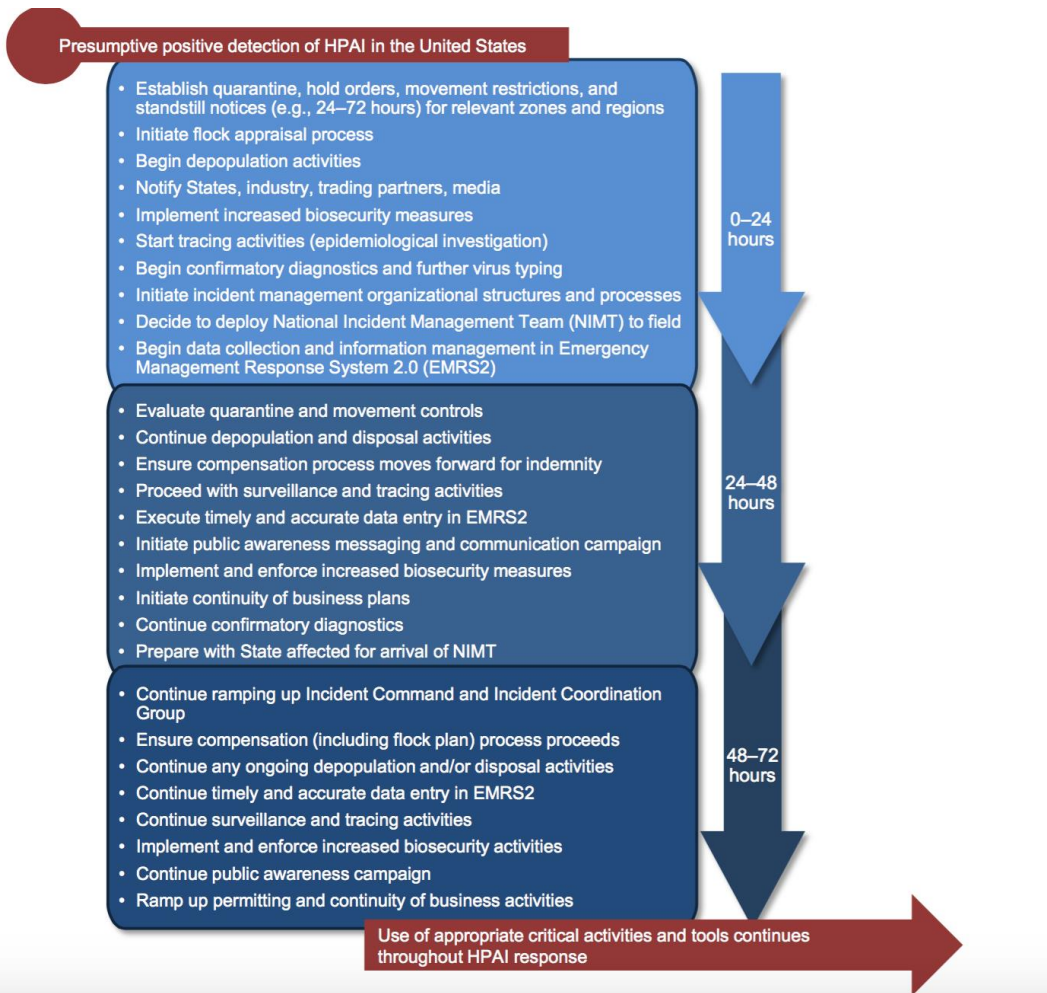 Presumptive positive detection of HPAI in the United States
• Establish quarantine, hold orders, movement restrictions, and
standstill notices (e.g., 24–72 hours) for relevant zones and regions
• Initiate flock appraisal process
• Begin depopulation activities
• Notify States, industry, trading partners, media
• Implement increased biosecurity measures
• Start tracing activities (epidemiological investigation)
• Begin confirmatory diagnostics and further virus typing
• Initiate incident management organizational structures and processes
• Decide to deploy National Incident Management Team (NIMT) to field
• Begin data collection and information management in Emergency
Management Response System 2.0 (EMRS2)
0–24
hours
• Evaluate quarantine and movement controls
• Continue depopulation and disposal activities
• Ensure compensation process moves forward for indemnity
• Proceed with surveillance and tracing activities
• Execute timely and accurate data entry in EMRS2
• Initiate public awareness messaging and communication campaign
• Implement and enforce increased biosecurity measures
• Initiate continuity of business plans
• Continue confirmatory diagnostics
• Prepare with State affected for arrival of NIMT
24–48
hours
• Continue ramping up Incident Command and Incident Coordination
Group
• Ensure compensation (including flock plan) process proceeds
• Continue any ongoing depopulation and/or disposal activities
• Continue timely and accurate data entry in EMRS2
• Continue surveillance and tracing activities
• Implement and enforce increased biosecurity activities
• Continue public awareness campaign
• Ramp up permitting and continuity of business activities
48–72
hours
Use of appropriate critical activities and tools continues
throughout HPAI response